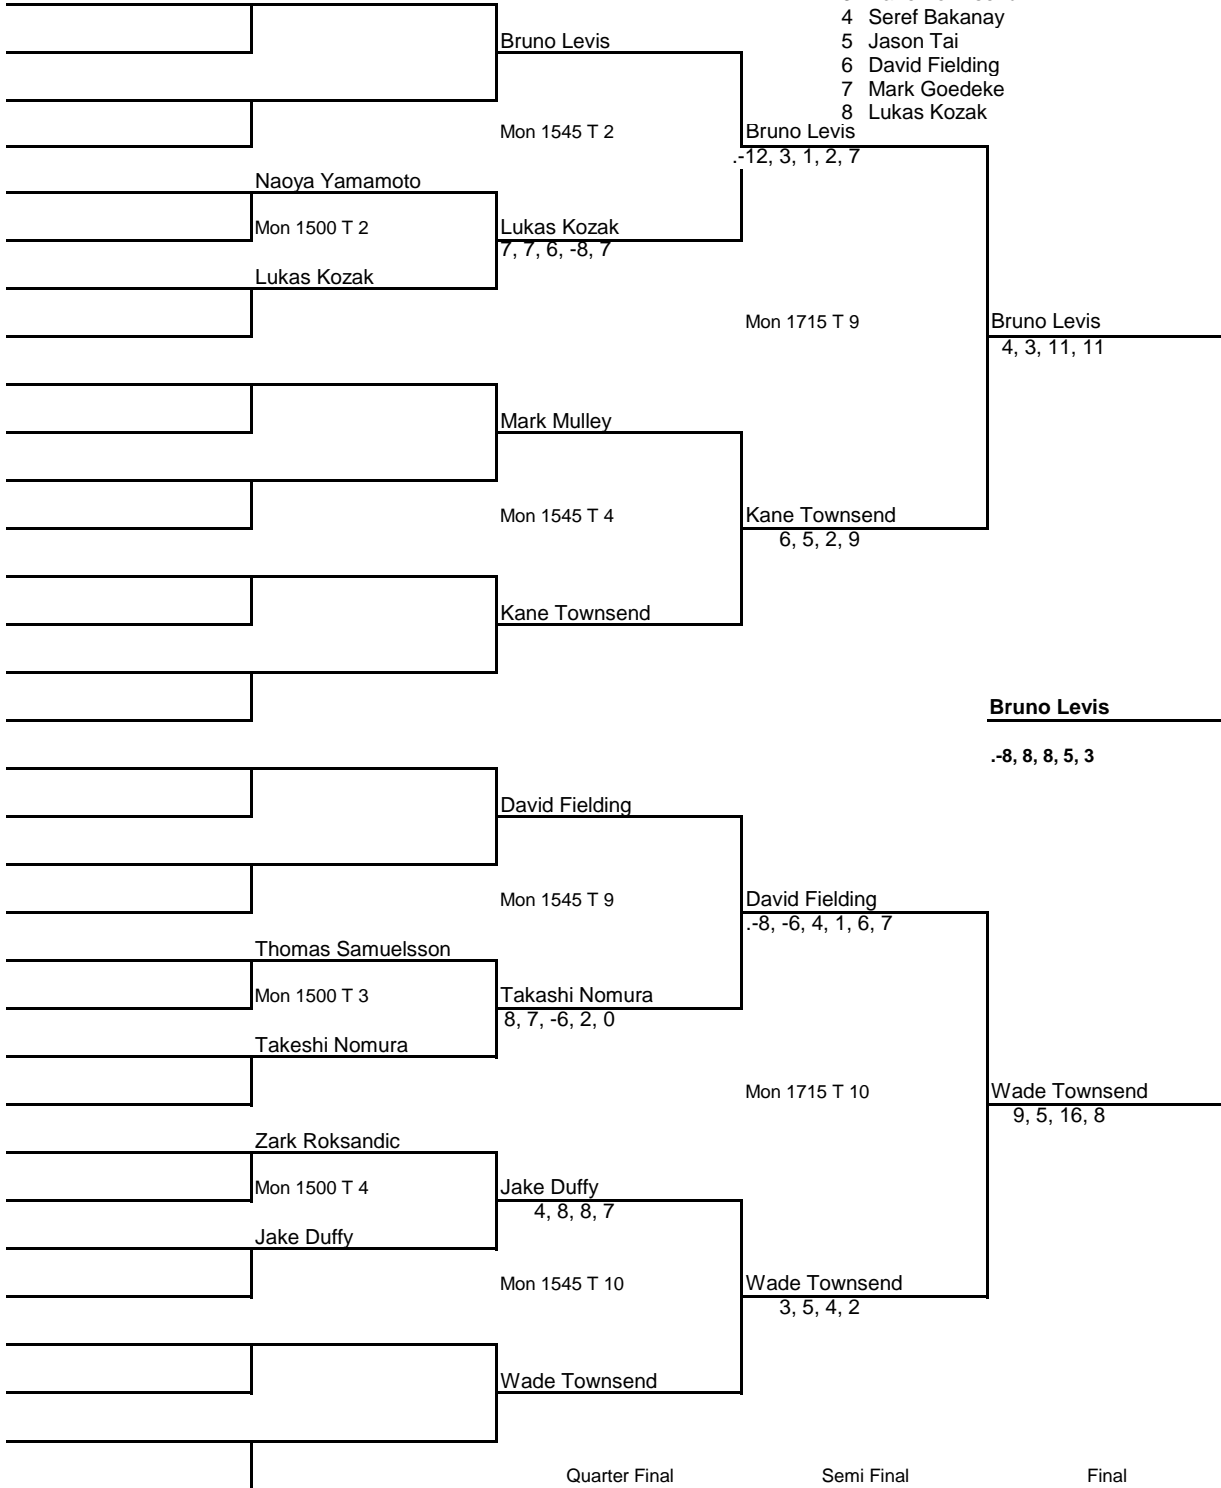 4 Seref Bakanay
Bruno Levis
5 Jason Tai
6 David Fielding
7 Mark Goedeke
8 Lukas Kozak
Mon 1545 T 2
Bruno Levis
.-12, 3, 1, 2, 7
Naoya Yamamoto
Mon 1500 T 2
Lukas Kozak
7, 7, 6, -8, 7
Lukas Kozak
Mon 1715 T 9
Bruno Levis
4, 3, 11, 11
Mark Mulley
Mon 1545 T 4
Kane Townsend
6, 5, 2, 9
Kane Townsend
Bruno Levis
.-8, 8, 8, 5, 3
David Fielding
Mon 1545 T 9
David Fielding
.-8, -6, 4, 1, 6, 7
Thomas Samuelsson
Mon 1500 T 3
Takashi Nomura
8, 7, -6, 2, 0
Takeshi Nomura
Mon 1715 T 10
Wade Townsend
9, 5, 16, 8
Zark Roksandic
Mon 1500 T 4
Jake Duffy
4, 8, 8, 7
Jake Duffy
Mon 1545 T 10
Wade Townsend
3, 5, 4, 2
Wade Townsend
Quarter Final
Semi Final
Final